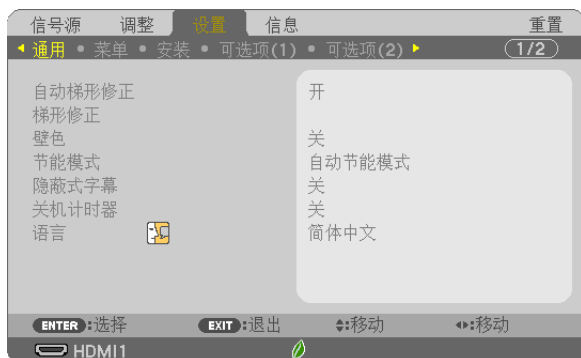 信号源 调整 设置 信息 重置
通用 • 菜单 • 安装 • 可选项(1) • 可选项(2) 1/2
自动梯形修正 开
梯形修正
壁色 关
节能模式 自动节能模式
隐蔽式字幕 关
关机计时器 关
语言 简体中文
ENTER:选择 EXIT:退出 :移动 :移动
HDMI1